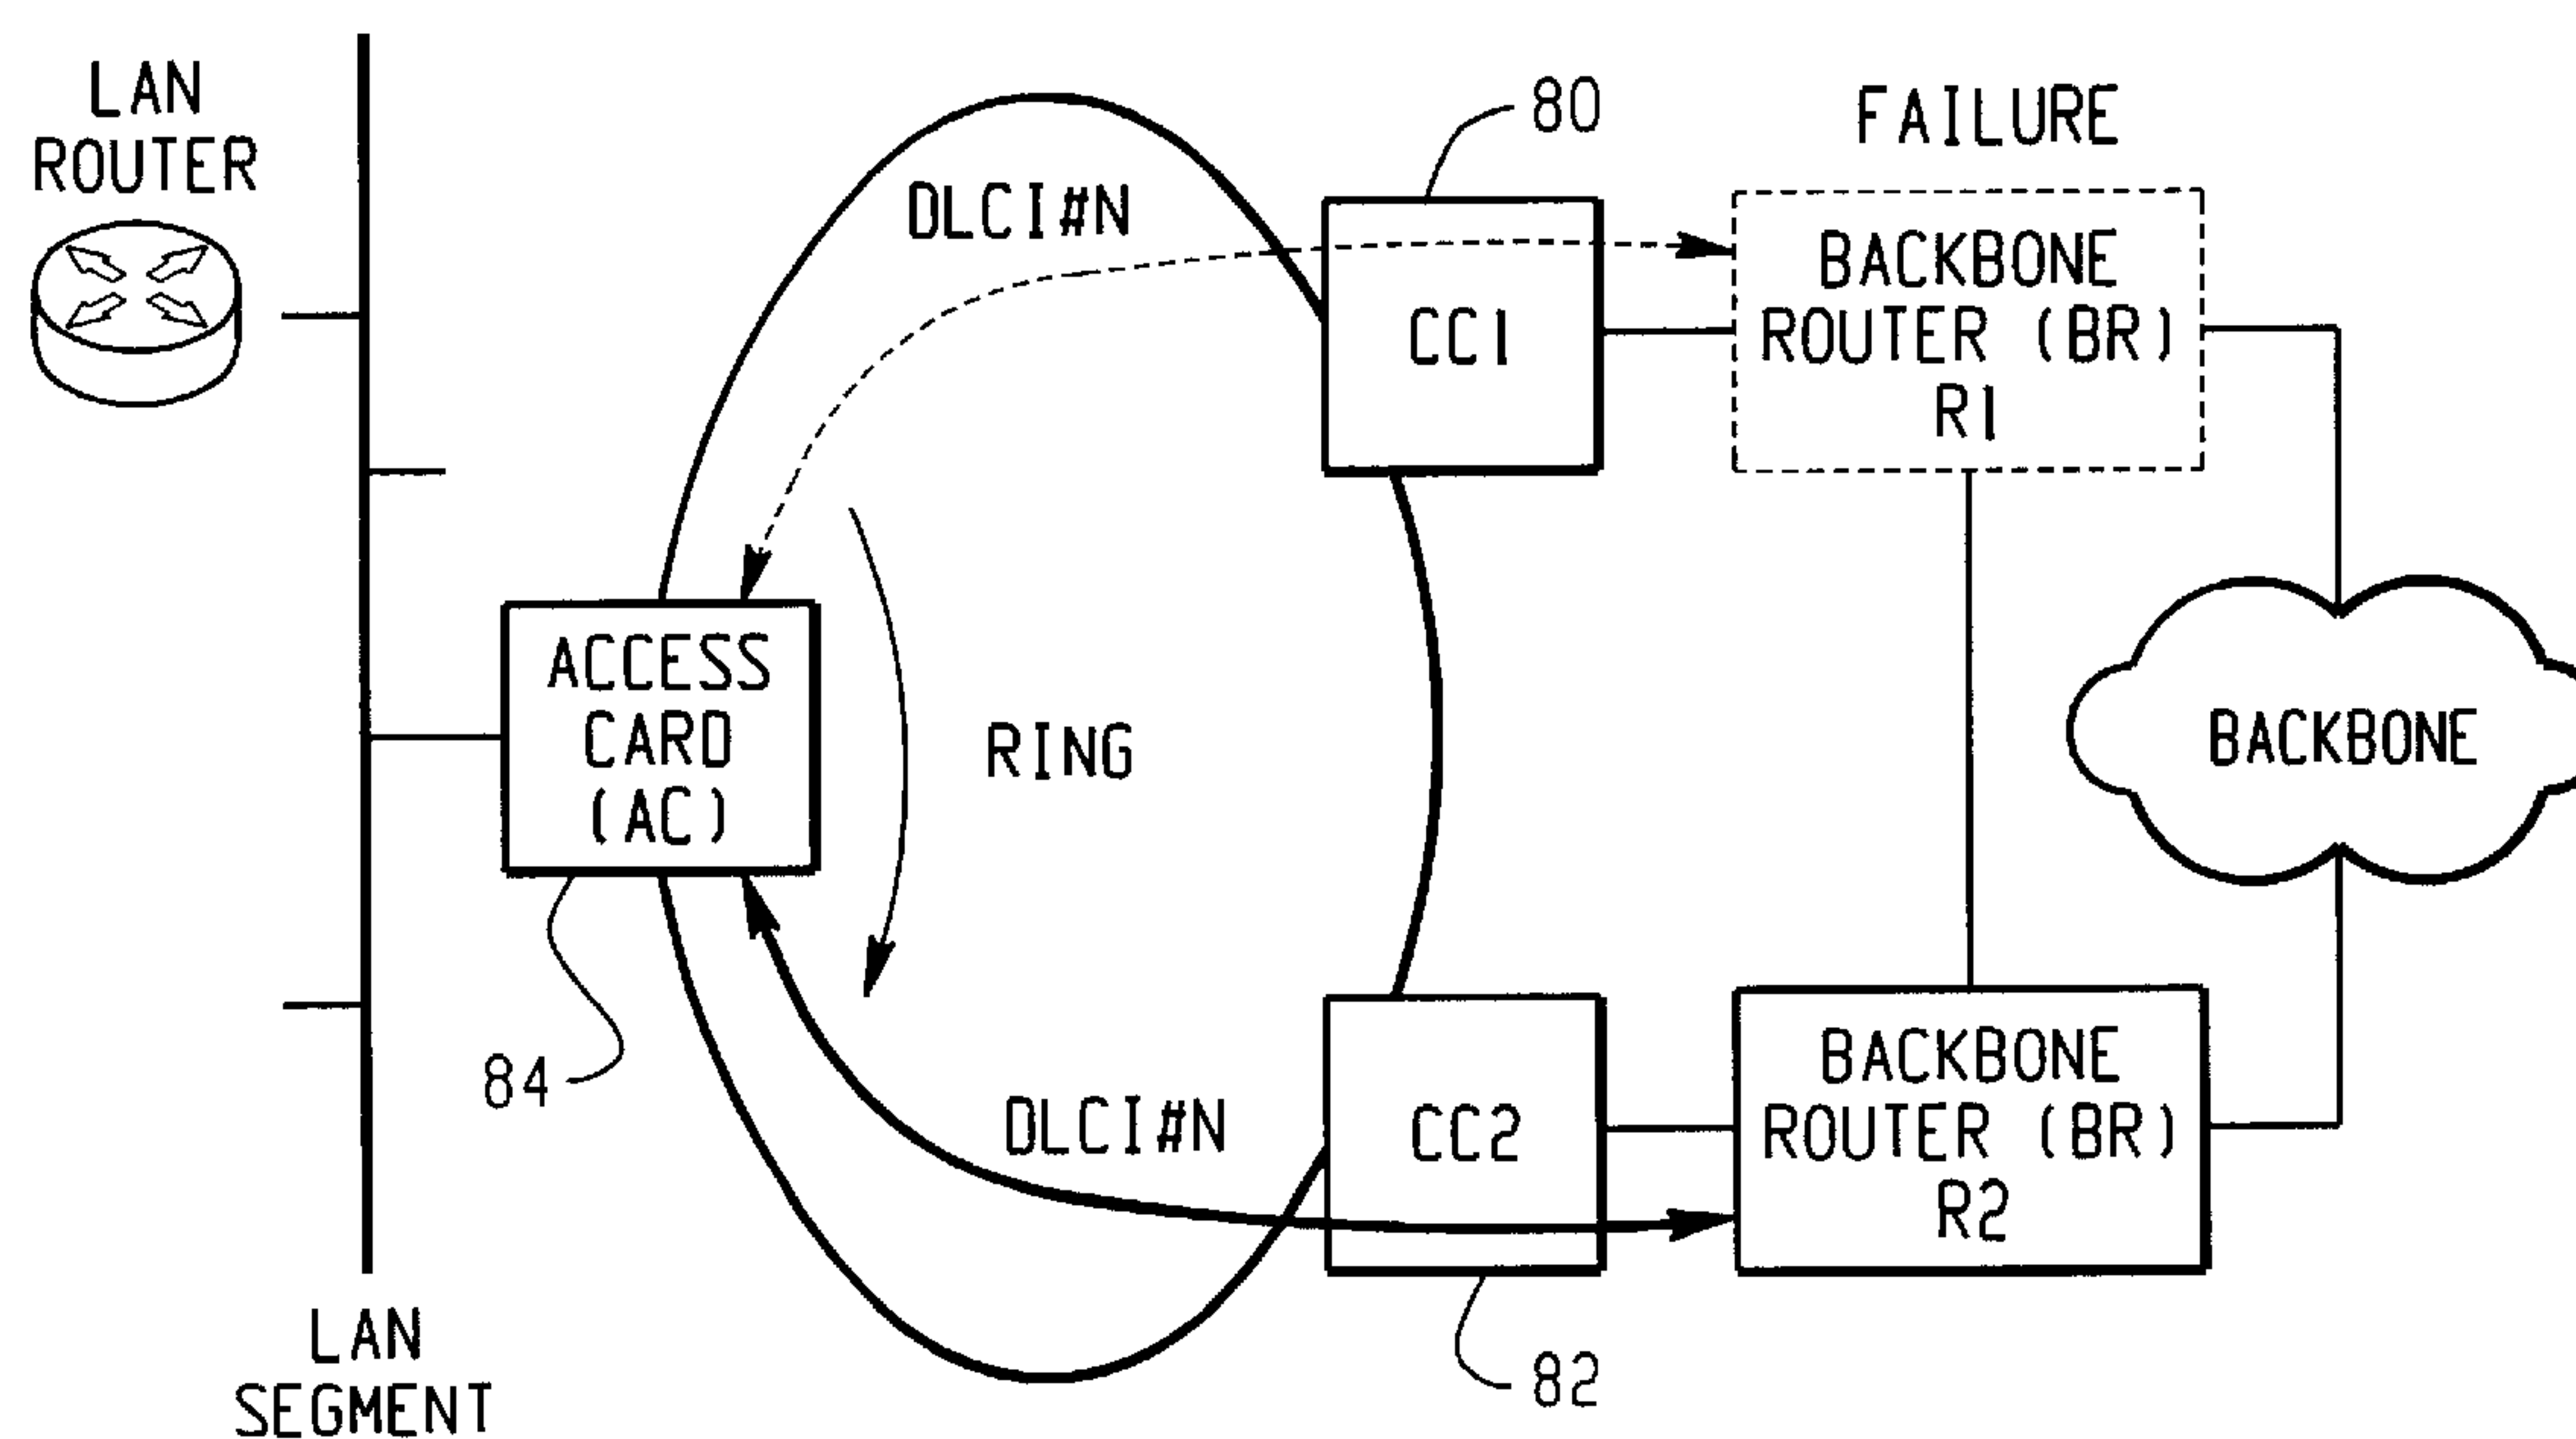 LAN
ROUTER
DLCI#N
80
FAILURE
CC1
BACKBONE
ROUTER (BR)
R1
ACCESS
CARD
(AC)
RING
BACKBONE
84
DLCI#N
CC2
BACKBONE
ROUTER (BR)
R2
82
LAN
SEGMENT